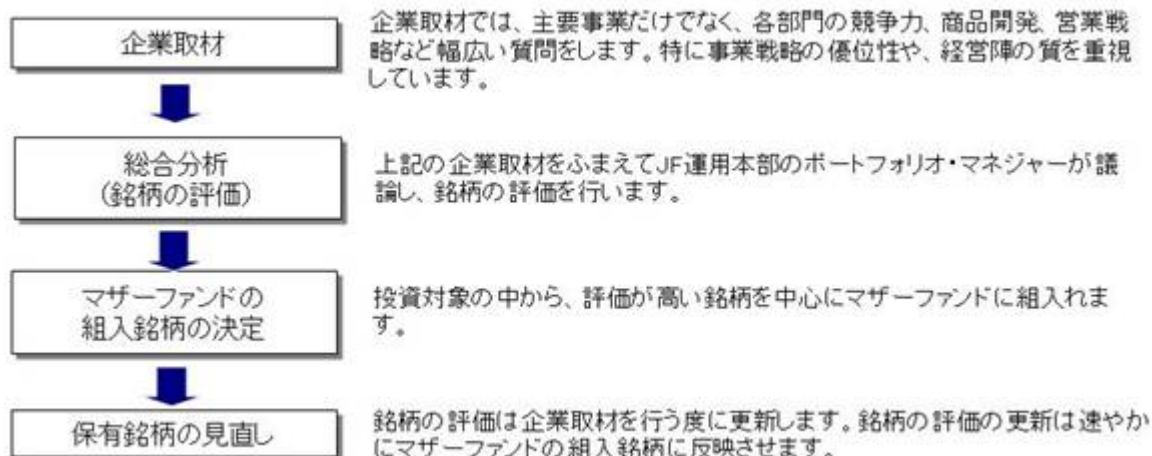 企業取材
企業取材では、主要事業だけでなく、各部門の競争力、商品開発、営業戦
略など幅広い質問をします。特に事業戦略の優位性や、経営陣の質を重視
しています。
総合分析
(銘柄の評価)
上記の企業取材をふまえてJF運用本部のポートフォリオ・マネジャーが議
論し、銘柄の評価を行います。
マザーファンドの
組入銘柄の決定
投資対象の中から、評価が高い銘柄を中心にマザーファンドに組入れま
す。
保有銘柄の見直し
銘柄の評価は企業取材を行う度に更新します。銘柄の評価の更新は速やか
にマザーファンドの組入銘柄に反映させます。